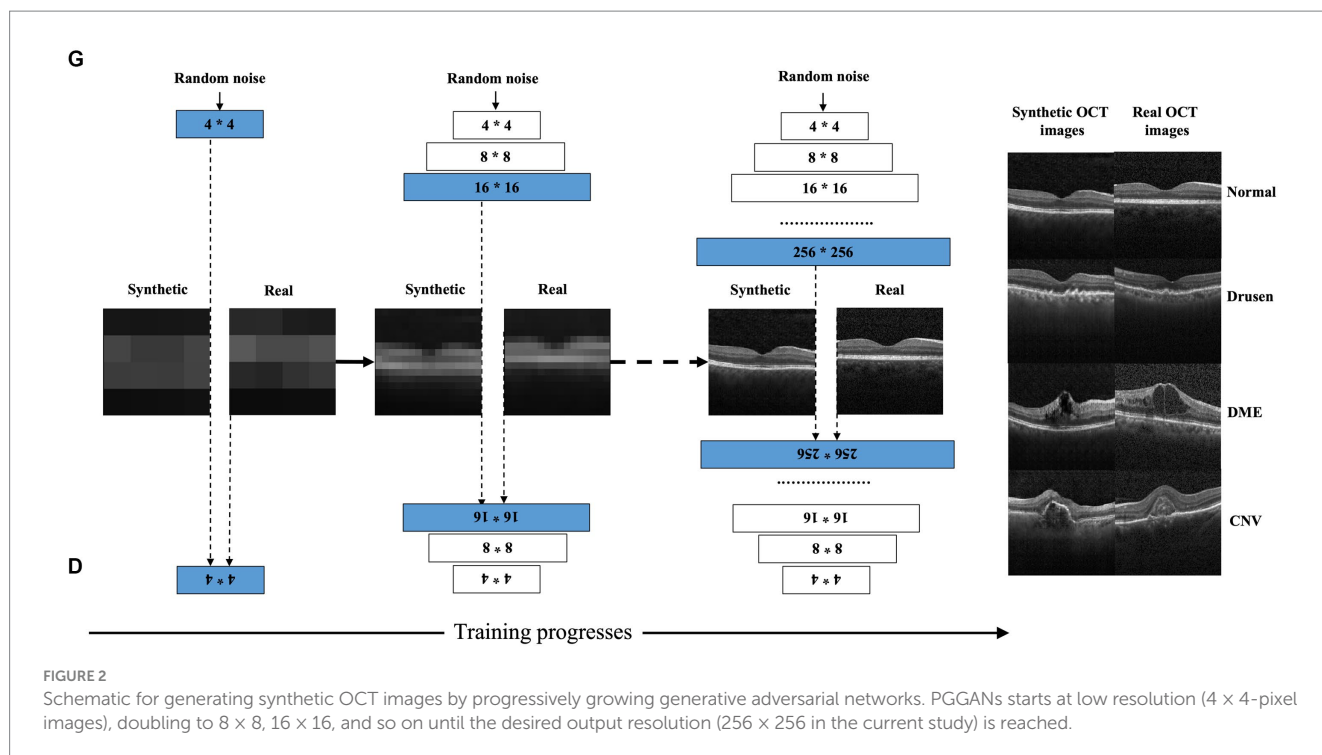 G
Random noise
4 * 4
Random noise
4 * 4
8 * 8
16 * 16
Random noise
4 * 4
8 * 8
16 * 16
....................
256 * 256
Synthetic
Real
Synthetic
Real
Synthetic
Real
256 * 256
....................
16 * 16
8 * 8
4 * 4
16 * 16
8 * 8
4 * 4
D
4 * 4
Training progresses
Synthetic OCT
images
Real OCT
images
Normal
Drusen
DME
CNV
FIGURE 2
Schematic for generating synthetic OCT images by progressively growing generative adversarial networks. PGGANs starts at low resolution (4 × 4-pixel
images), doubling to 8 × 8, 16 × 16, and so on until the desired output resolution (256 × 256 in the current study) is reached.